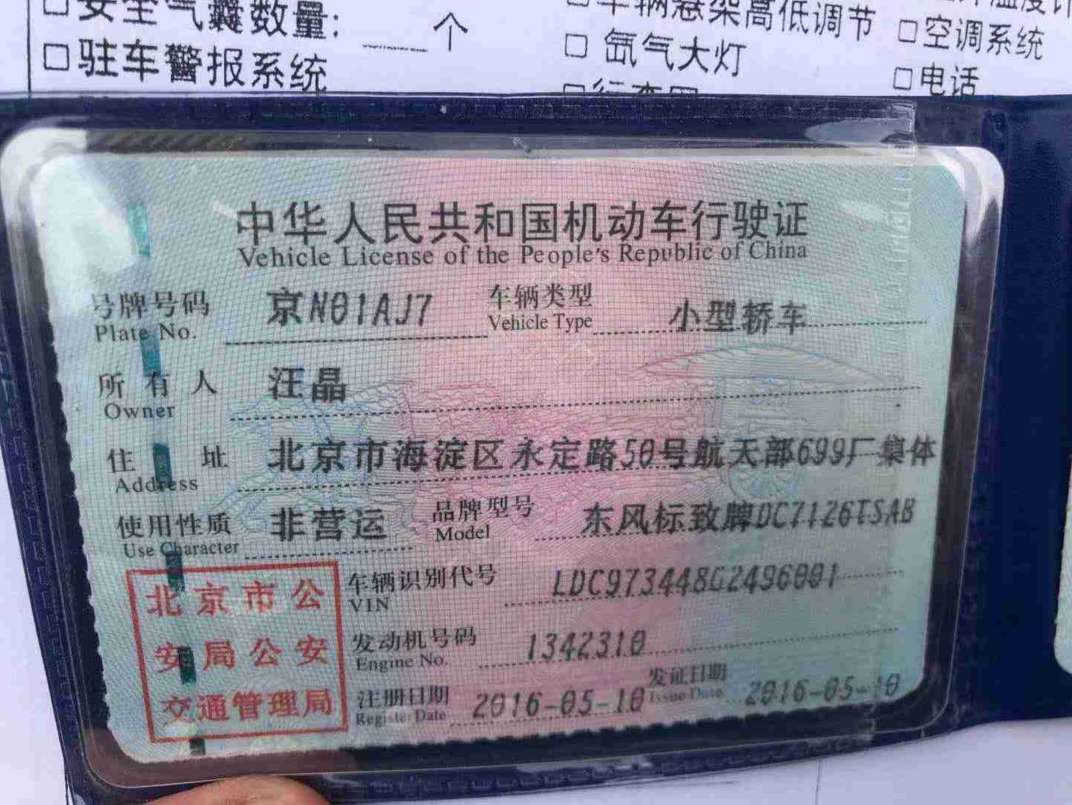 □安全气囊数量: ___个
□车辆悬架高低调节
□空调系统
□驻车警报系统
□氙气大灯
□电话
中华人民共和国机动车行驶证
Vehicle License of the People's Republic of China
号牌号码 京N01AJ7 车辆类型 小型轿车
Plate No. Vehicle Type
所有人 汪晶
Owner
住址 北京市海淀区永定路50号航天部699厂集体
Address
使用性质 非营运 品牌型号 东风标致牌DC7126TSAB
Use Character Model
车辆识别代号 LDC973448G2496001
VIN
北京市公
安局公安
交通管理局
发动机号码 1342310
Engine No.
注册日期 2016-05-10 发证日期 2016-05-10
Register Date Issue Date